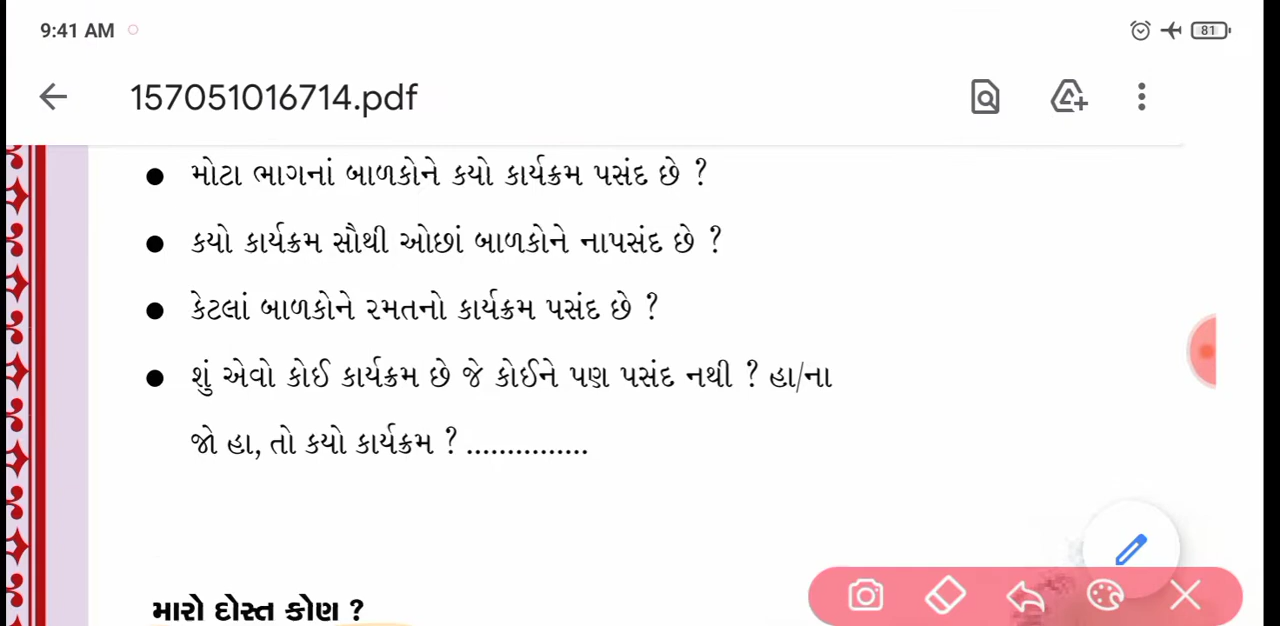 9:41 AM
81
157051016714.pdf
● મોટા ભાગનાં બાળકોને કયો કાર્યક્રમ પસંદ છે ?
● કયો કાર્યક્રમ સૌથી ઓછાં બાળકોને નાપસંદ છે ?
● કેટલાં બાળકોને રમતનો કાર્યક્રમ પસંદ છે ?
● શું એવો કોઈ કાર્યક્રમ છે જે કોઈને પણ પસંદ નથી ? હા/ના
જો હા, તો કયો કાર્યક્રમ ? ...............
મારો દોસ્ત કોણ ?